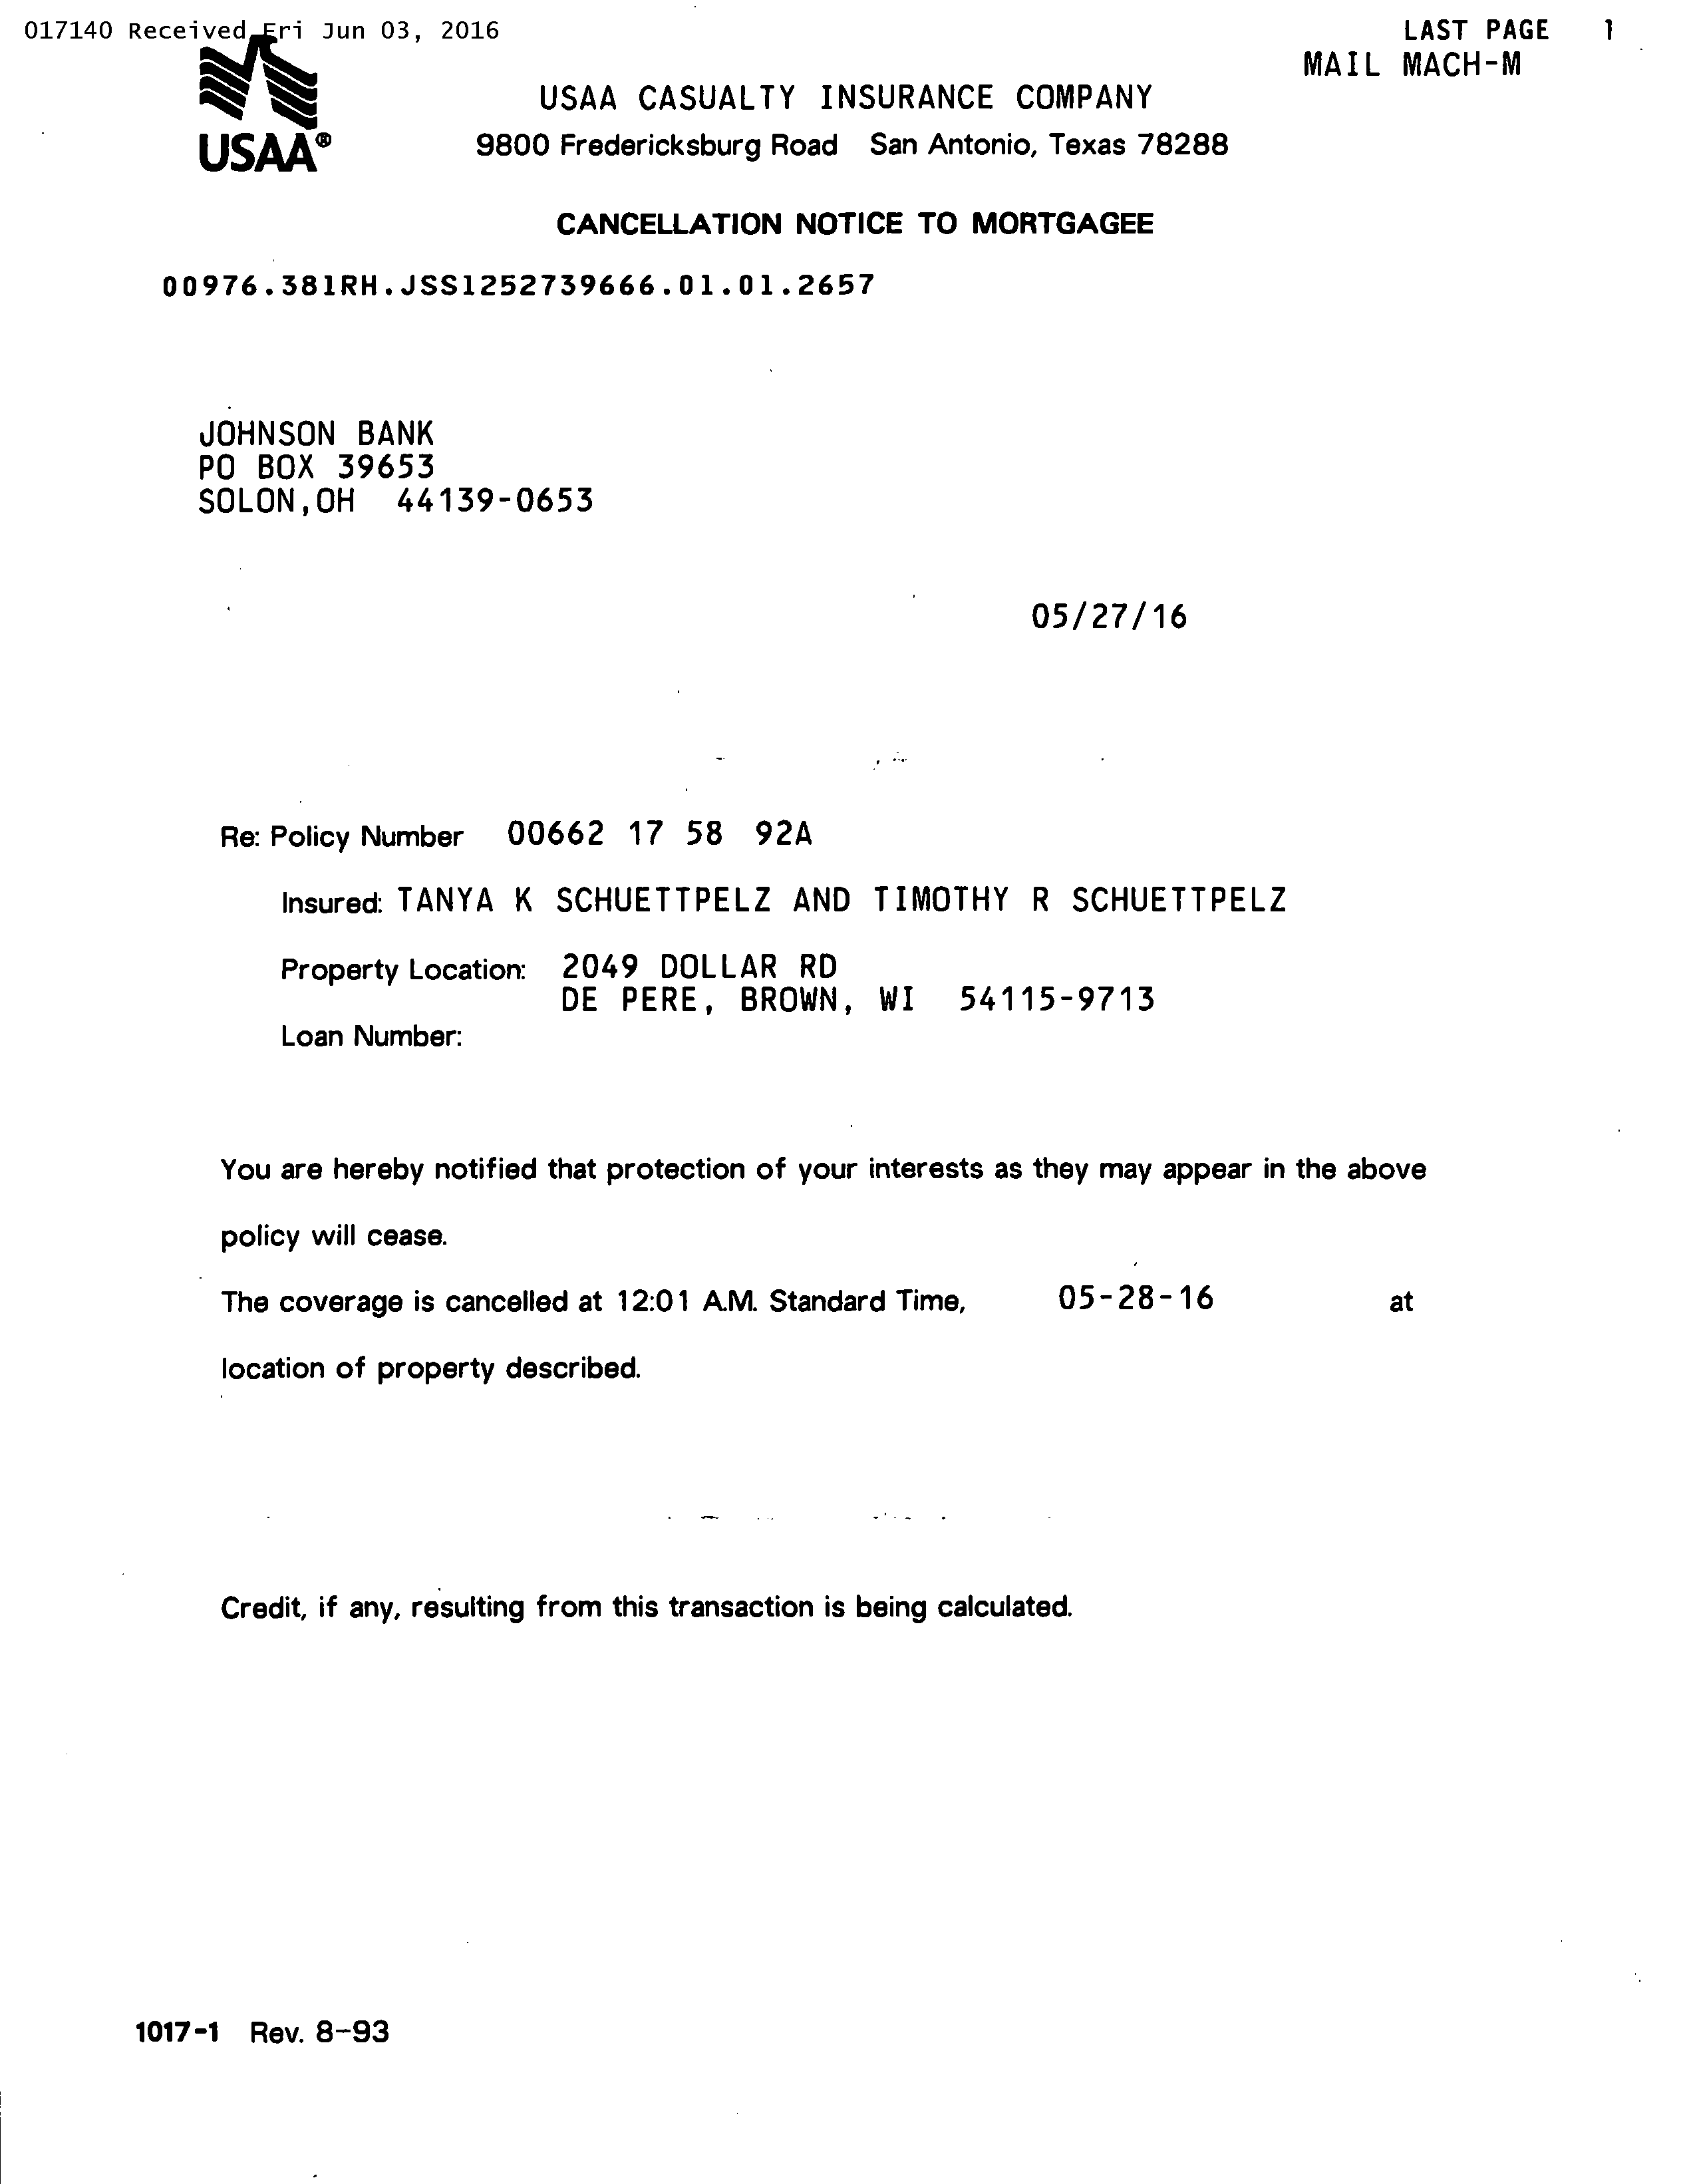 017140 Received Fri Jun 03, 2016
LAST PAGE 1
MAIL MACH-M
USAA®
USAA CASUALTY INSURANCE COMPANY
9800 Fredericksburg Road San Antonio, Texas 78288
CANCELLATION NOTICE TO MORTGAGEE
00976.381RH.JSS1252739666.01.01.2657
JOHNSON BANK
PO BOX 39653
SOLON,OH 44139-0653
05/27/16
Re: Policy Number 00662 17 58 92A
Insured: TANYA K SCHUETTPELZ AND TIMOTHY R SCHUETTPELZ
Property Location: 2049 DOLLAR RD
DE PERE, BROWN, WI 54115-9713
Loan Number:
You are hereby notified that protection of your interests as they may appear in the above
policy will cease.
The coverage is cancelled at 12:01 A.M. Standard Time, 05-28-16 at
location of property described.
Credit, if any, resulting from this transaction is being calculated.
1017-1 Rev. 8-93